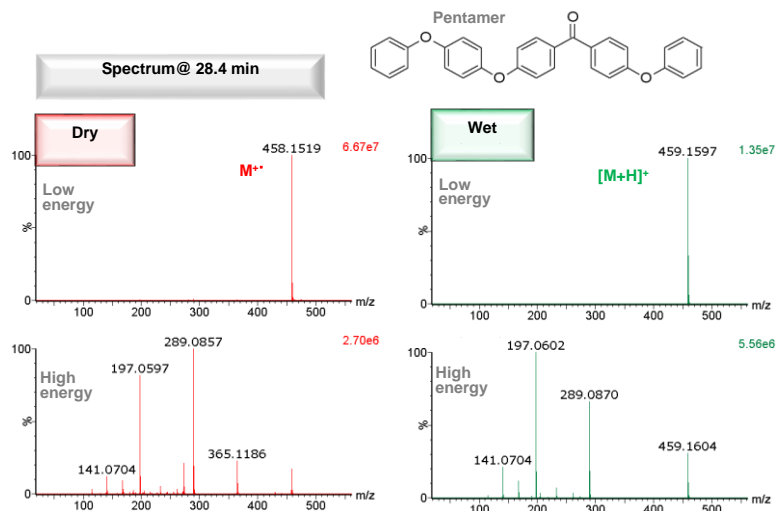 Pentamer
O
O
O
O
Spectrum@ 28.4 min
Dry
458.1519
6.67e7
100
M+•
Low
energy
%
0
100 200 300 400 500 m/z
Wet
459.1597
1.35e7
100
[M+H]+
Low
energy
%
0
100 200 300 400 500 m/z
289.0857
2.70e6
100
197.0597
High
energy
%
365.1186
141.0704
0
100 200 300 400 500 m/z
197.0602
5.56e6
100
High
energy
289.0870
%
459.1604
141.0704
0
100 200 300 400 500 m/z